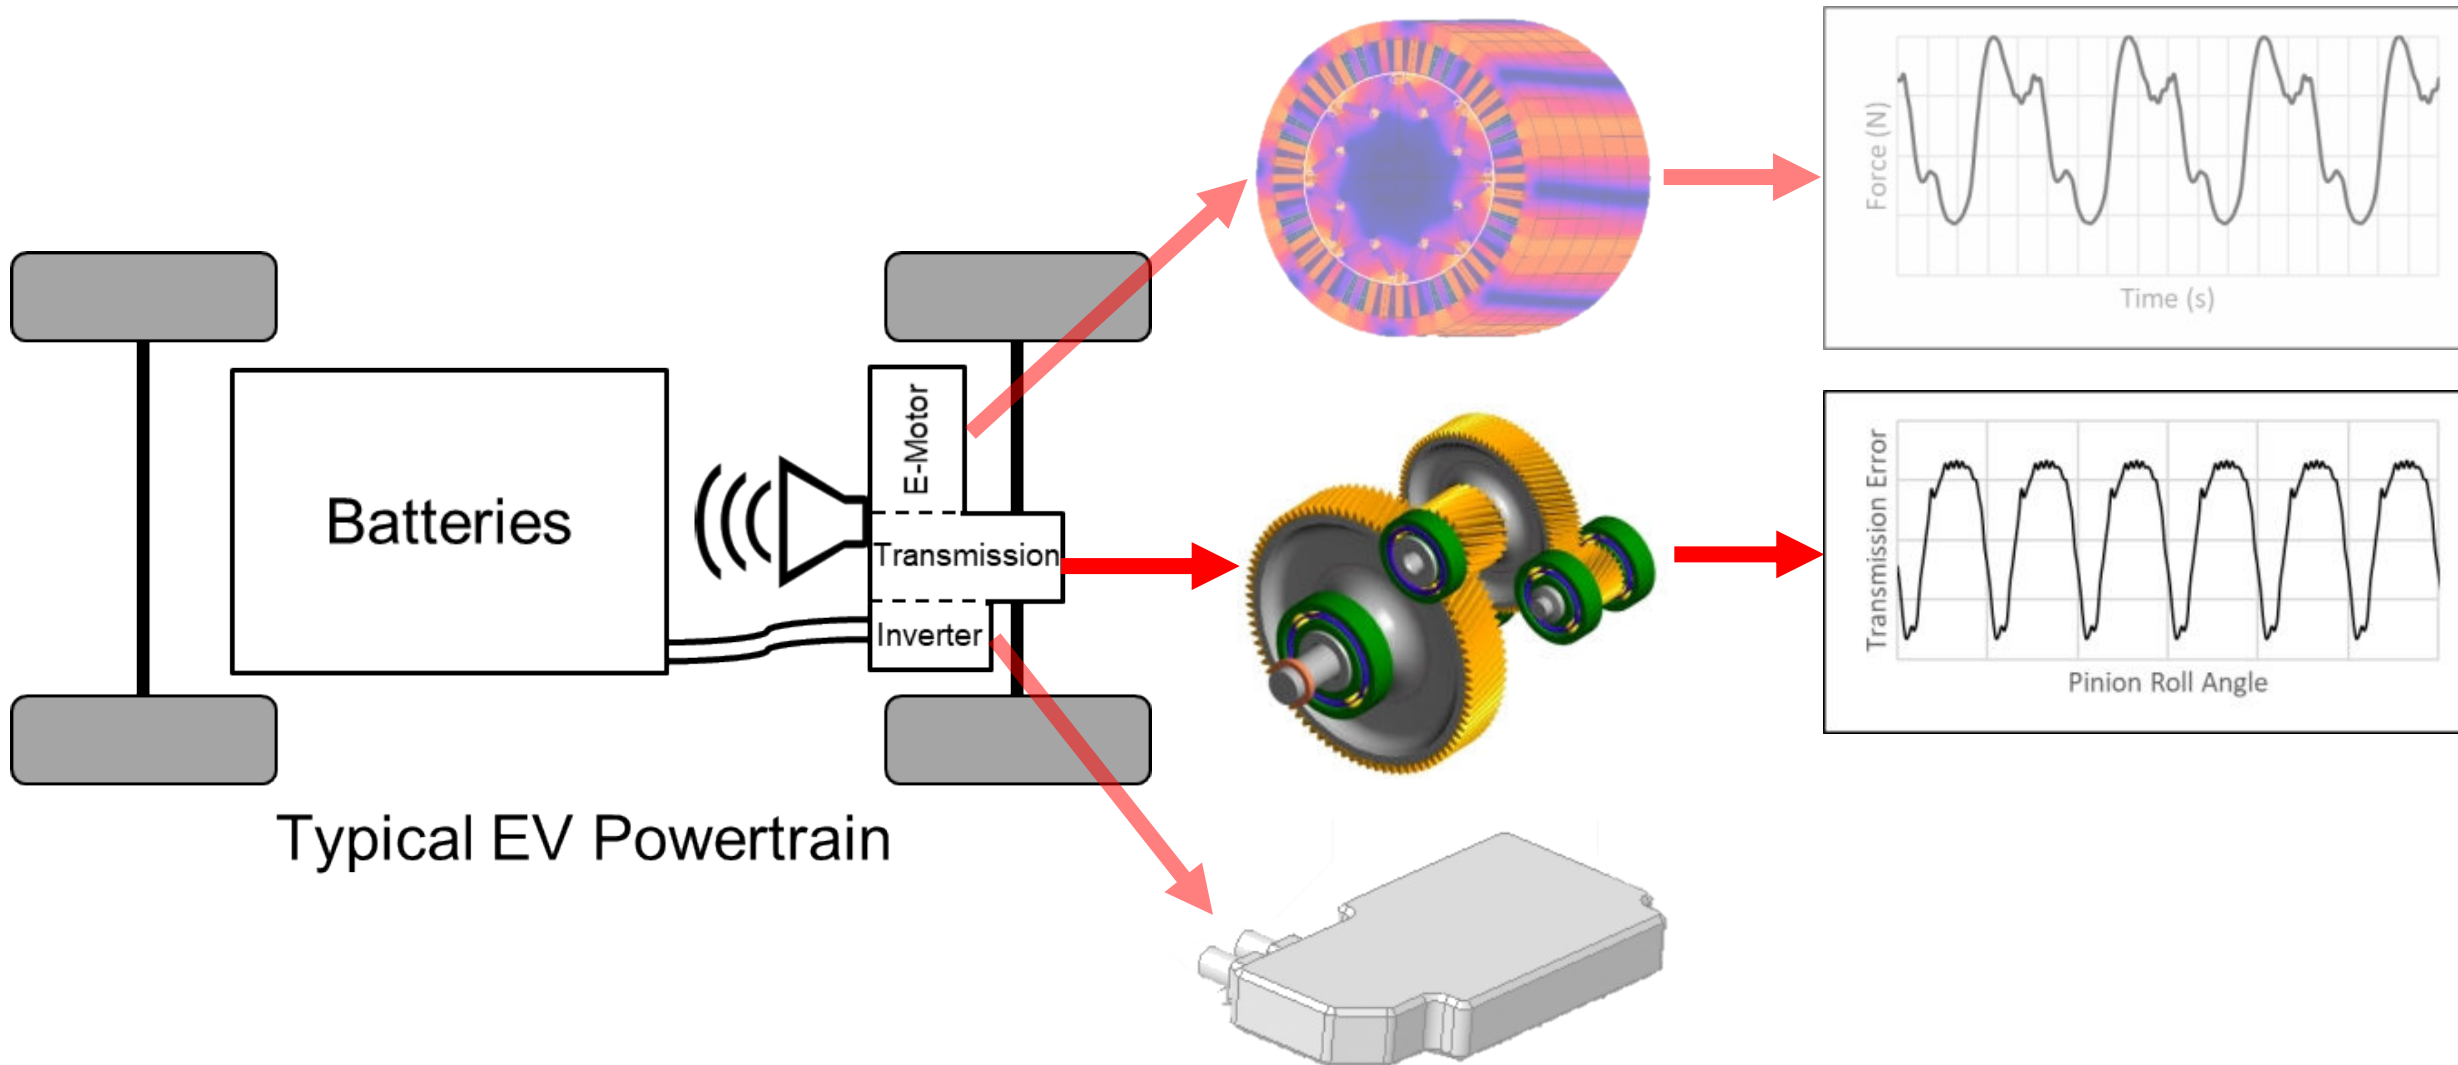 Force (N)
Time (s)
Batteries
E-Motor
Transmission
Inverter
Transmission Error
Pinion Roll Angle
Typical EV Powertrain